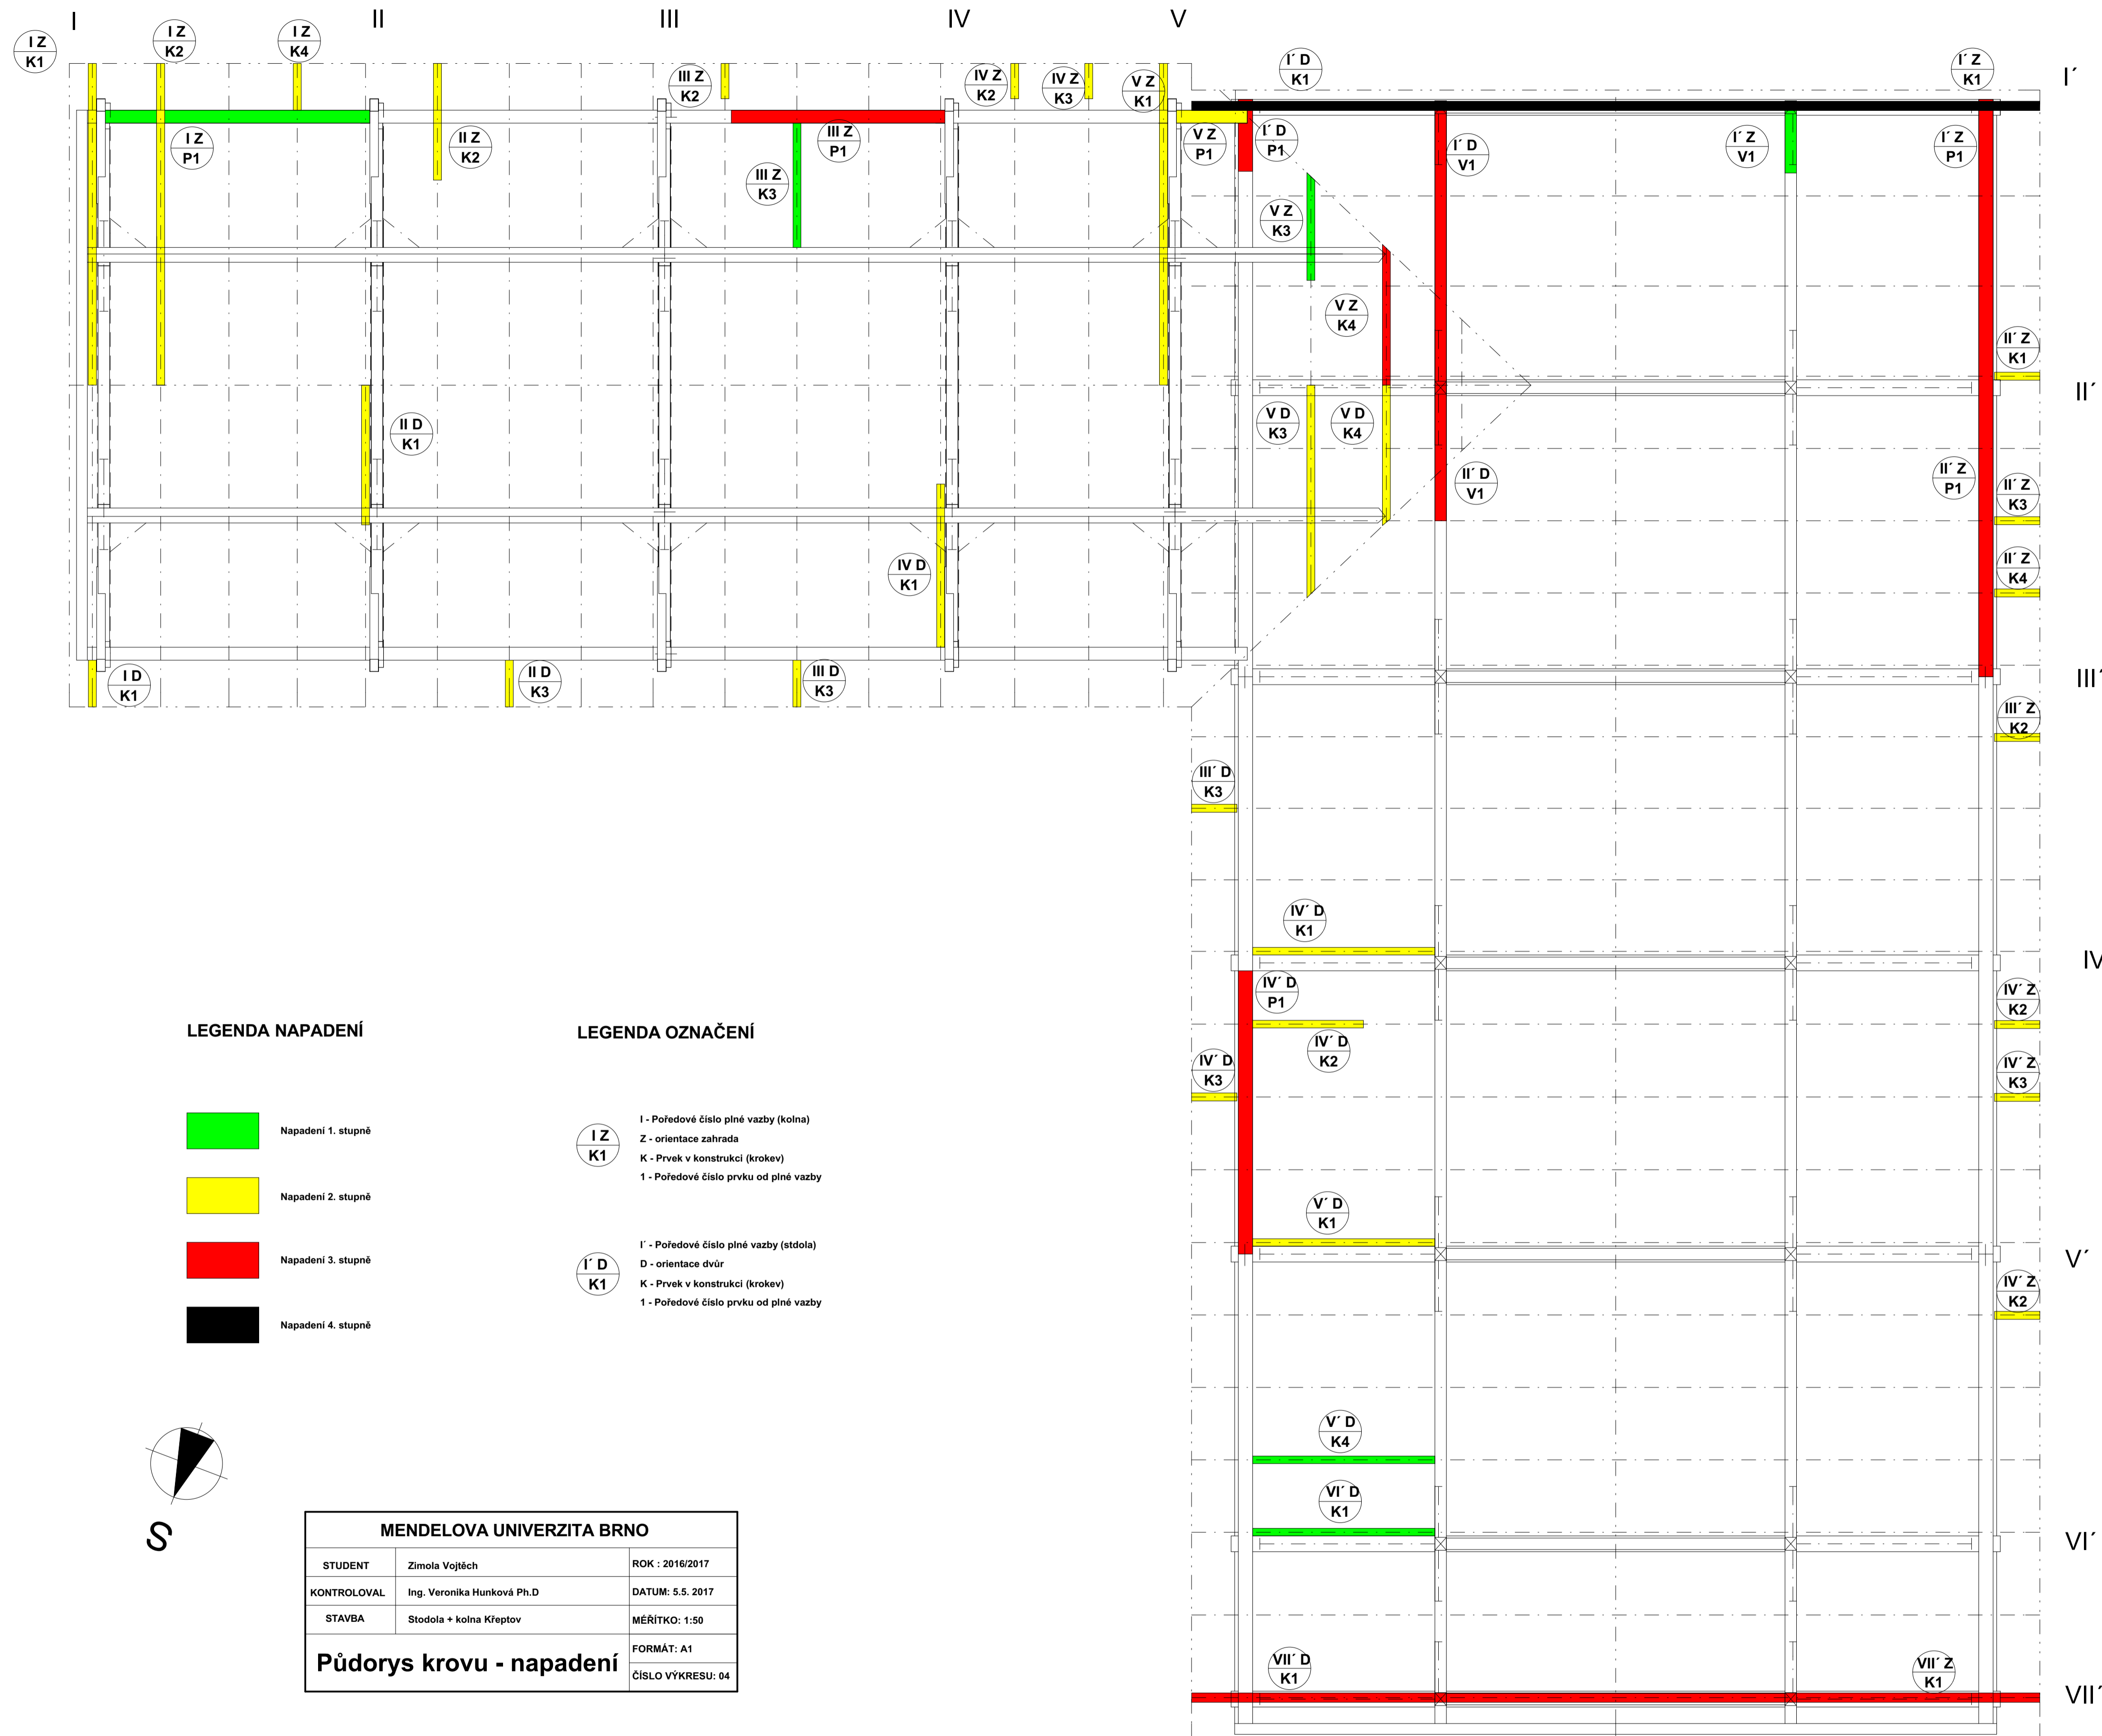 I
II
III
IV
V
I Z
K1
I Z
K2
I Z
K4
III Z
K2
IV Z
K2
IV Z
K3
V Z
K1
I´ D
K1
I´ Z
K1
I´
I Z
P1
II Z
K2
III Z
P1
III Z
K3
V Z
P1
I´ D
P1
I´ D
V1
I´ Z
V1
I´ Z
P1
V Z
K3
V Z
K4
II´ Z
K1
II´
II D
K1
V D
K3
V D
K4
II´ D
V1
II´ Z
P1
II´ Z
K3
IV D
K1
II´ Z
K4
I D
K1
II D
K3
III D
K3
III´
III´ Z
K2
III´ D
K3
IV´ D
K1
IV
IV´ D
P1
IV´ Z
K2
IV´ D
K2
IV´ D
K3
IV´ Z
K3
V´ D
K1
V´
IV´ Z
K2
V´ D
K4
VI´ D
K1
VI´
VII´ D
K1
VII´ Z
K1
VII´
LEGENDA NAPADENÍ
Napadení 1. stupně
Napadení 2. stupně
Napadení 3. stupně
Napadení 4. stupně
LEGENDA OZNAČENÍ
I Z
K1
I - Poředové číslo plné vazby (kolna)
Z - orientace zahrada
K - Prvek v konstrukci (krokev)
1 - Poředové číslo prvku od plné vazby
I´ D
K1
I´ - Poředové číslo plné vazby (stdola)
D - orientace dvůr
K - Prvek v konstrukci (krokev)
1 - Poředové číslo prvku od plné vazby
S
MENDELOVA UNIVERZITA BRNO
STUDENT Zimola Vojtěch ROK : 2016/2017
KONTROLOVAL Ing. Veronika Hunková Ph.D DATUM: 5.5. 2017
STAVBA Stodola + kolna Křeptov MĚŘÍTKO: 1:50
Půdorys krovu - napadení
FORMÁT: A1
ČÍSLO VÝKRESU: 04